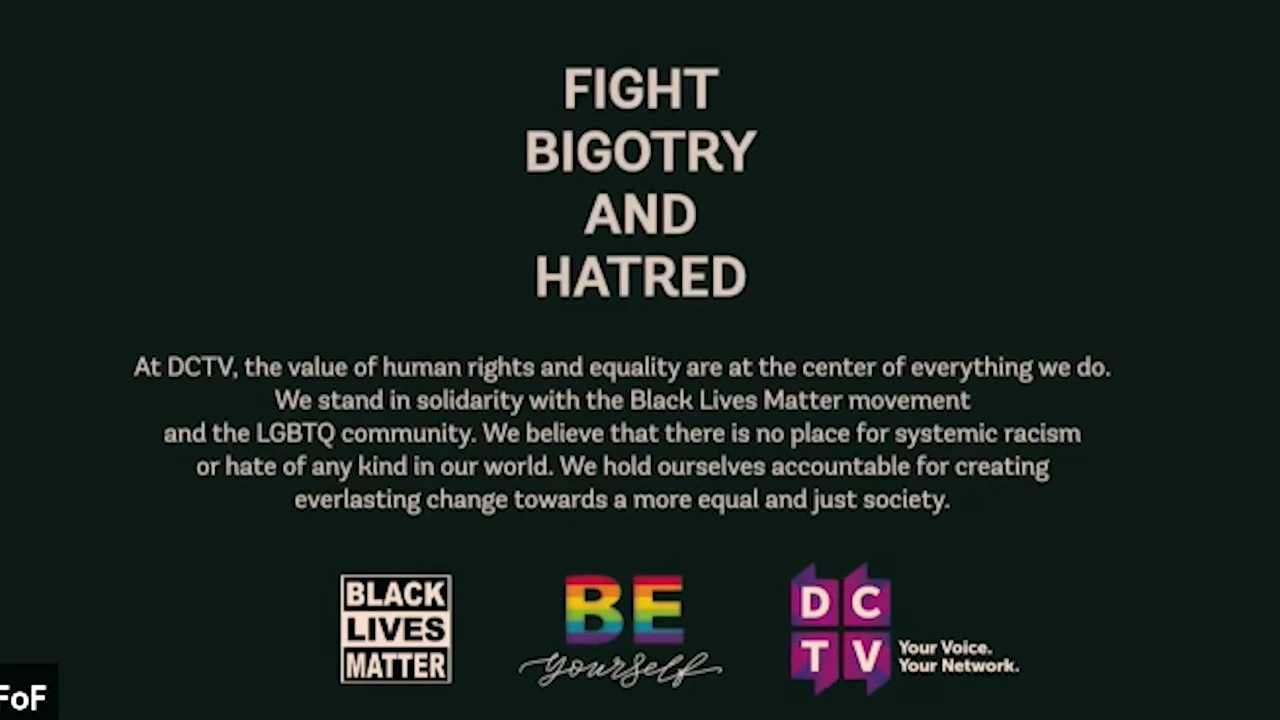 FIGHT
BIGOTRY
AND
HATRED
At DCTV, the value of human rights and equality are at the center of everything we do.
We stand in solidarity with the Black Lives Matter movement
and the LGBTQ community. We believe that there is no place for systemic racism
or hate of any kind in our world. We hold ourselves accountable for creating
everlasting change towards a more equal and just society.
BLACK
LIVES
MATTER
BE
yourself
DC
TV
Your Voice.
Your Network.
FoF